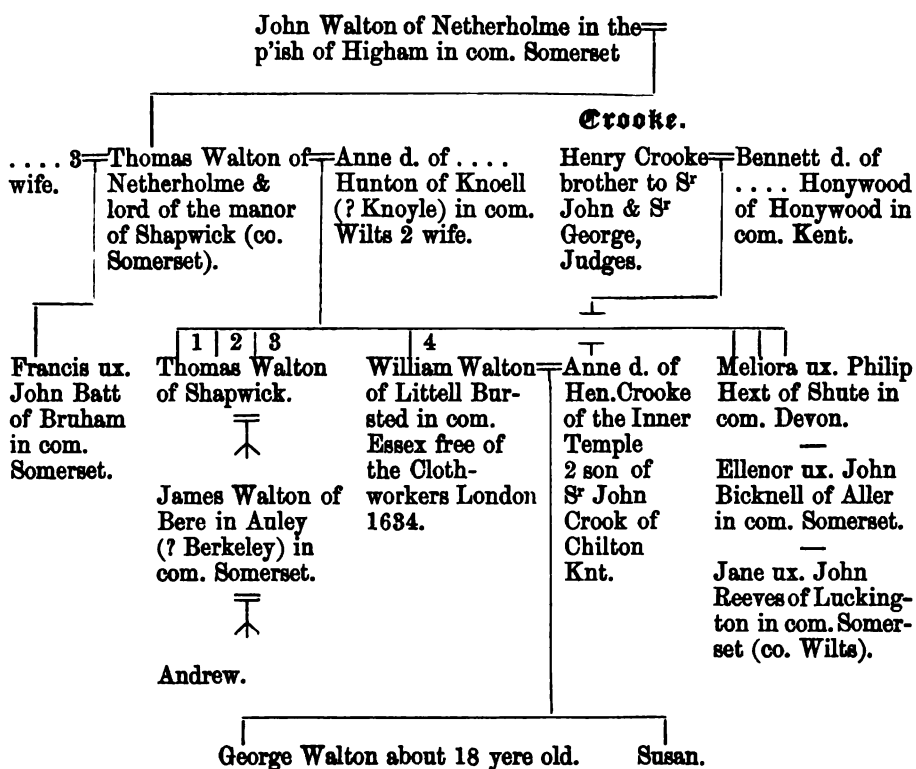 John Walton of Netherholme in the
p'ish of Higham in com. Somerset
Crooke.
. . . . 3
wife.
Thomas Walton of
Netherholme &
lord of the manor
of Shapwick (co.
Somerset).
Anne d. of . . . .
Hunton of Knoell
(? Knoyle) in com.
Wilts 2 wife.
Henry Crooke
brother to Sr
John & Sr
George,
Judges.
Bennett d. of
. . . . Honywood
of Honywood in
com. Kent.
1 2 3
4
Francis ux.
John Batt
of Bruham
in com.
Somerset.
Thomas Walton
of Shapwick.
James Walton of
Bere in Auley
(? Berkeley) in
com. Somerset.
Andrew.
William Walton
of Littell Bur-
sted in com.
Essex free of
the Cloth-
workers London
1634.
Anne d. of
Hen. Crooke
of the Inner
Temple
2 son of
Sr John
Crook of
Chilton
Knt.
Meliora ux. Philip
Hext of Shute in
com. Devon.
Ellenor ux. John
Bicknell of Aller
in com. Somerset.
Jane ux. John
Reeves of Lucking-
ton in com. Somer-
set (co. Wilts).
George Walton about 18 yere old.
Susan.